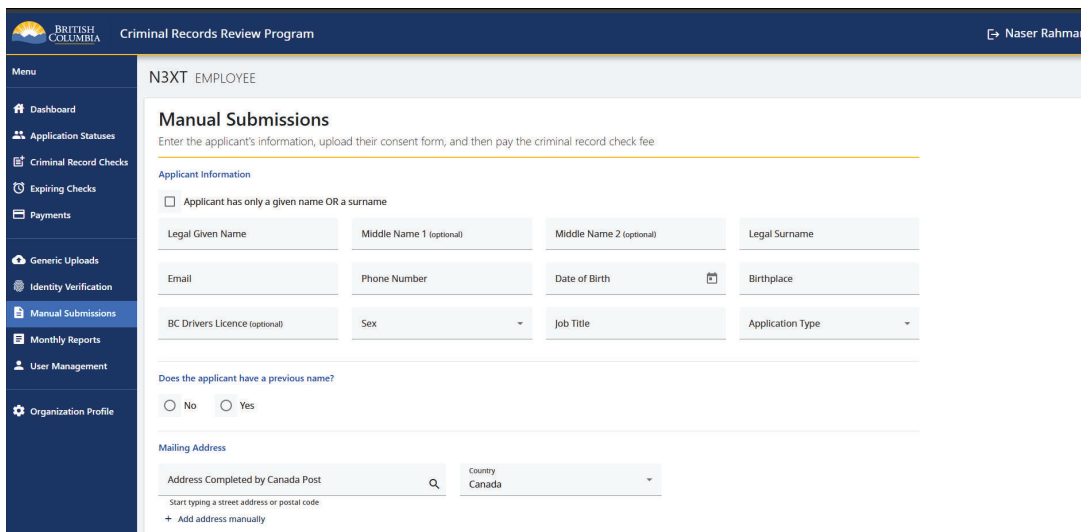 BRITISH
COLUMBIA
Criminal Records Review Program
Naser Rahman
Menu
Dashboard
Application Statuses
Criminal Record Checks
Expiring Checks
Payments
Generic Uploads
Identity Verification
Manual Submissions
Monthly Reports
User Management
Organization Profile
N3XT EMPLOYEE
Manual Submissions
Enter the applicant's information, upload their consent form, and then pay the criminal record check fee
Applicant Information
Applicant has only a given name OR a surname
Legal Given Name Middle Name 1 (optional) Middle Name 2 (optional) Legal Surname
Email Phone Number Date of Birth Birthplace
BC Drivers Licence (optional) Sex Job Title Application Type
Does the applicant have a previous name?
No Yes
Mailing Address
Address Completed by Canada Post Country
Canada
Start typing a street address or postal code
+ Add address manually